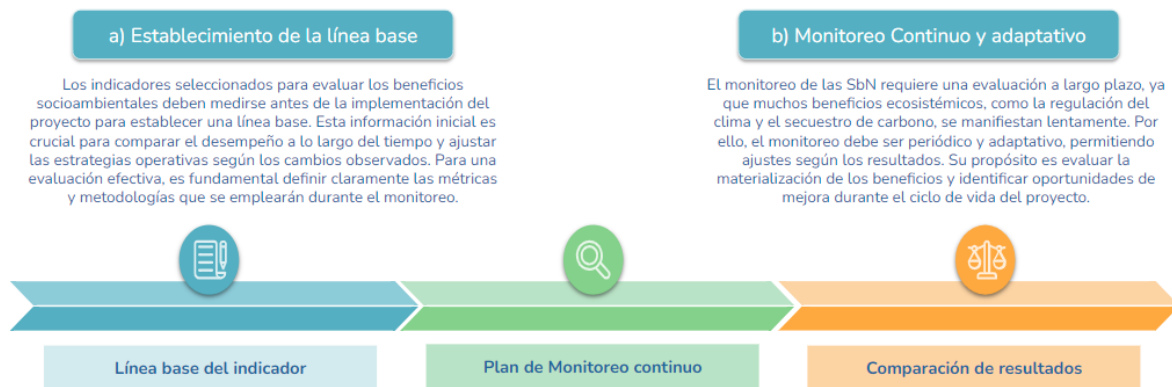 a) Establecimiento de la línea base
Los indicadores seleccionados para evaluar los beneficios
socioambientales deben medirse antes de la implementación del
proyecto para establecer una línea base. Esta información inicial es
crucial para comparar el desempeño a lo largo del tiempo y ajustar
las estrategias operativas según los cambios observados. Para una
evaluación efectiva, es fundamental definir claramente las métricas
y metodologías que se emplearán durante el monitoreo.
b) Monitoreo Continuo y adaptativo
El monitoreo de las SbN requiere una evaluación a largo plazo, ya
que muchos beneficios ecosistémicos, como la regulación del
clima y el secuestro de carbono, se manifiestan lentamente. Por
ello, el monitoreo debe ser periódico y adaptativo, permitiendo
ajustes según los resultados. Su propósito es evaluar la
materialización de los beneficios y identificar oportunidades de
mejora durante el ciclo de vida del proyecto.
Línea base del indicador
Plan de Monitoreo continuo
Comparación de resultados